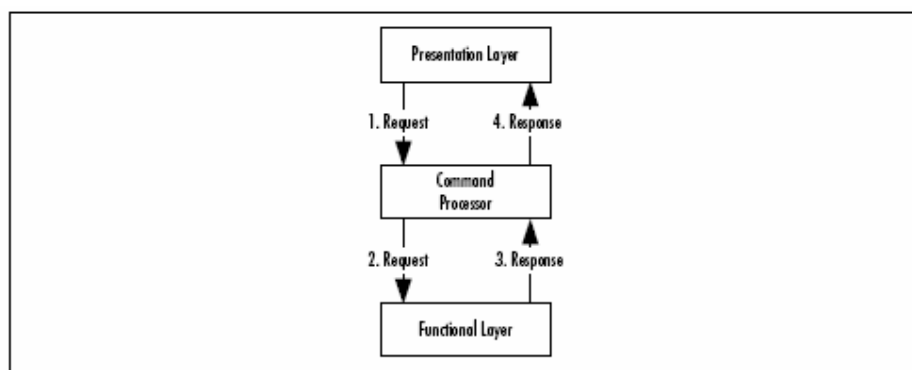 Presentation Layer
1. Request
4. Response
Command
Processor
2. Request
3. Response
Functional Layer